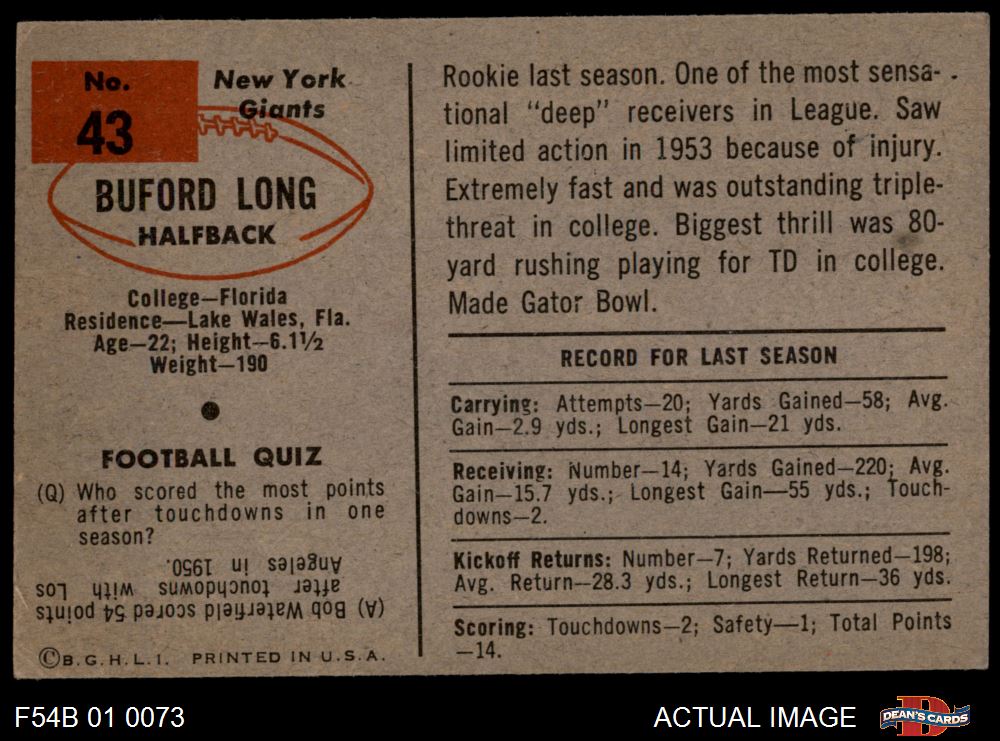 No.
43
New York
Giants
BUFORD LONG
HALFBACK
College—Florida
Residence—Lake Wales, Fla.
Age—22; Height—6.1½
Weight—190
FOOTBALL QUIZ
(Q) Who scored the most points
after touchdowns in one
season?
(A) Bob Waterfield scored 54 points
after touchdowns with Los
Angeles in 1950.
©B.G.H.L.I. PRINTED IN U.S.A.
Rookie last season. One of the most sensa-
tional "deep" receivers in League. Saw
limited action in 1953 because of injury.
Extremely fast and was outstanding triple-
threat in college. Biggest thrill was 80-
yard rushing playing for TD in college.
Made Gator Bowl.
RECORD FOR LAST SEASON
Carrying: Attempts—20; Yards Gained—58; Avg.
Gain—2.9 yds.; Longest Gain—21 yds.
Receiving: Number—14; Yards Gained—220; Avg.
Gain—15.7 yds.; Longest Gain—55 yds.; Touch-
downs—2.
Kickoff Returns: Number—7; Yards Returned—198;
Avg. Return—28.3 yds.; Longest Return—36 yds.
Scoring: Touchdowns—2; Safety—1; Total Points
—14.
F54B 01 0073
ACTUAL IMAGE
DEAN'S CARDS